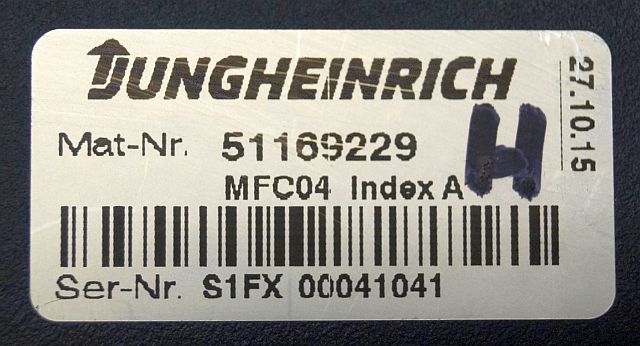 JUNGHEINRICH
27.10.15
Mat-Nr. 51169229
H
MFC04 Index A
Ser-Nr. S1FX 00041041